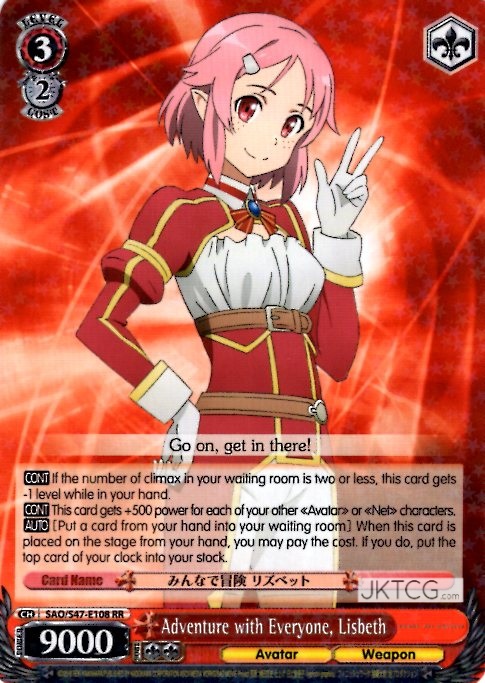 LEVEL
3
2
COST
Go on, get in there!
CONT If the number of climax in your waiting room is two or less, this card gets
-1 level while in your hand.
CONT This card gets +500 power for each of your other «Avatar» or «Net» characters.
AUTO [Put a card from your hand into your waiting room] When this card is
placed on the stage from your hand, you may pay the cost. If you do, put the
top card of your clock into your stock.
Card Name みんなで冒険 リズベット
JKTCG.com
CH SAO/S47-E108 RR
Adventure with Everyone, Lisbeth
POWER 9000
Avatar Weapon